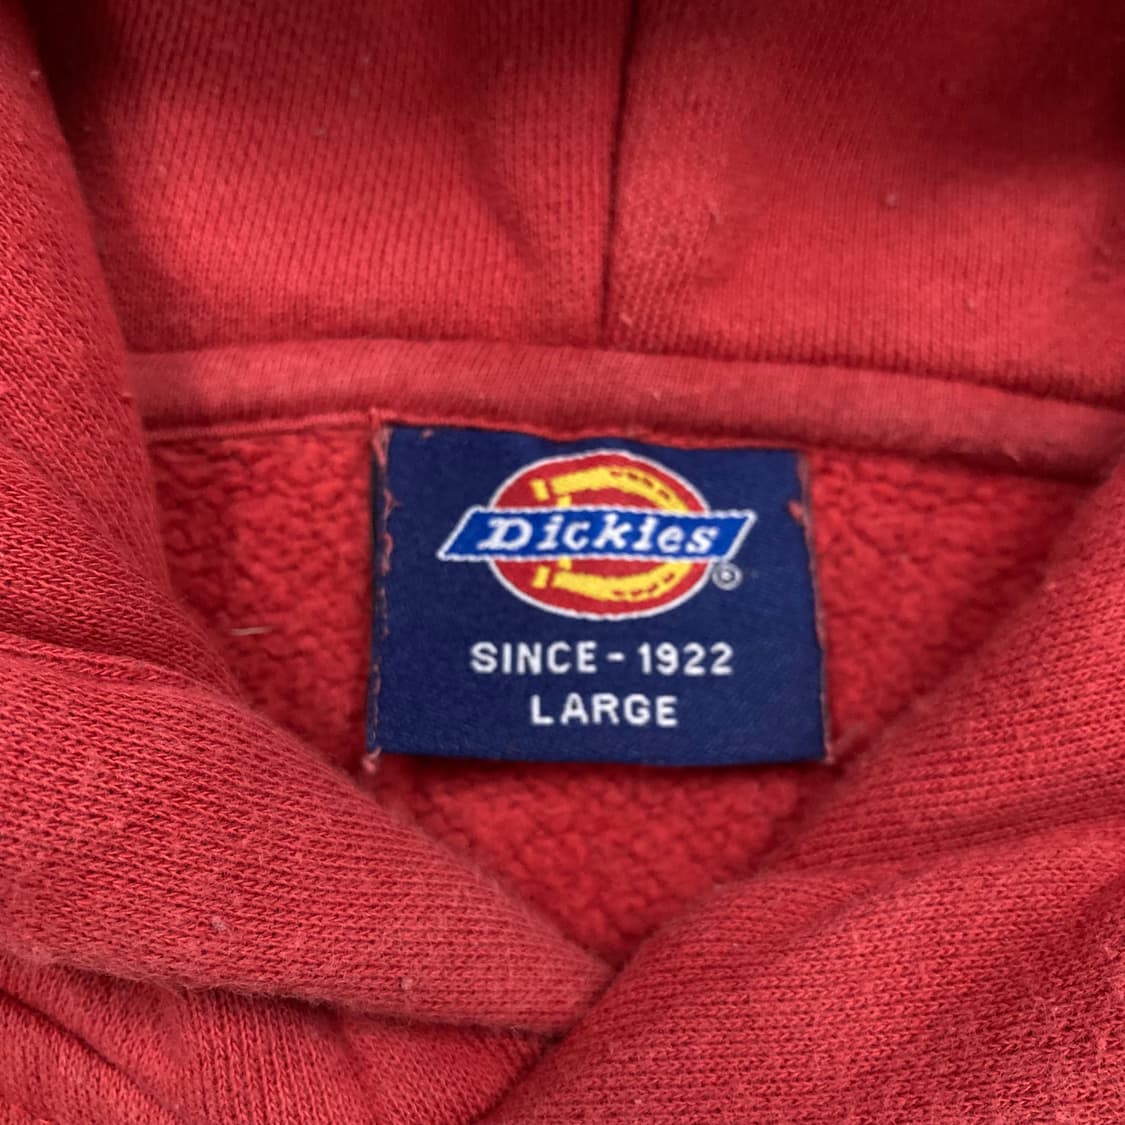 Dickies
®
SINCE - 1922
LARGE